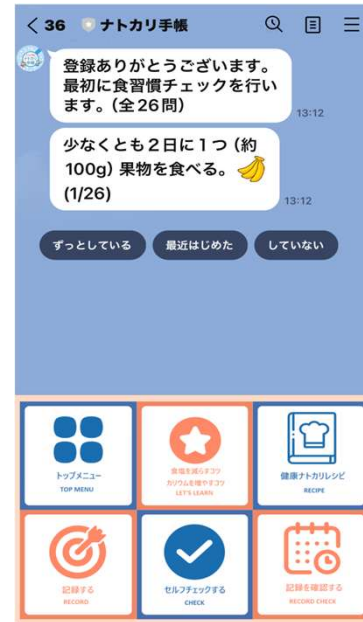 36 ナトカリ手帳
登録ありがとうございます。
最初に食習慣チェックを行い
ます。(全26問)
13:12
少なくとも2日に1つ (約
100g) 果物を食べる。
(1/26)
13:12
ずっとしている
最近はじめた
していない
トップメニュー
TOP MENU
食塩を減らすコツ
カリウムを増やすコツ
LET'S LEARN
健康ナトカリレシピ
RECIPE
記録する
RECORD
セルフチェックする
CHECK
記録を確認する
RECORD CHECK